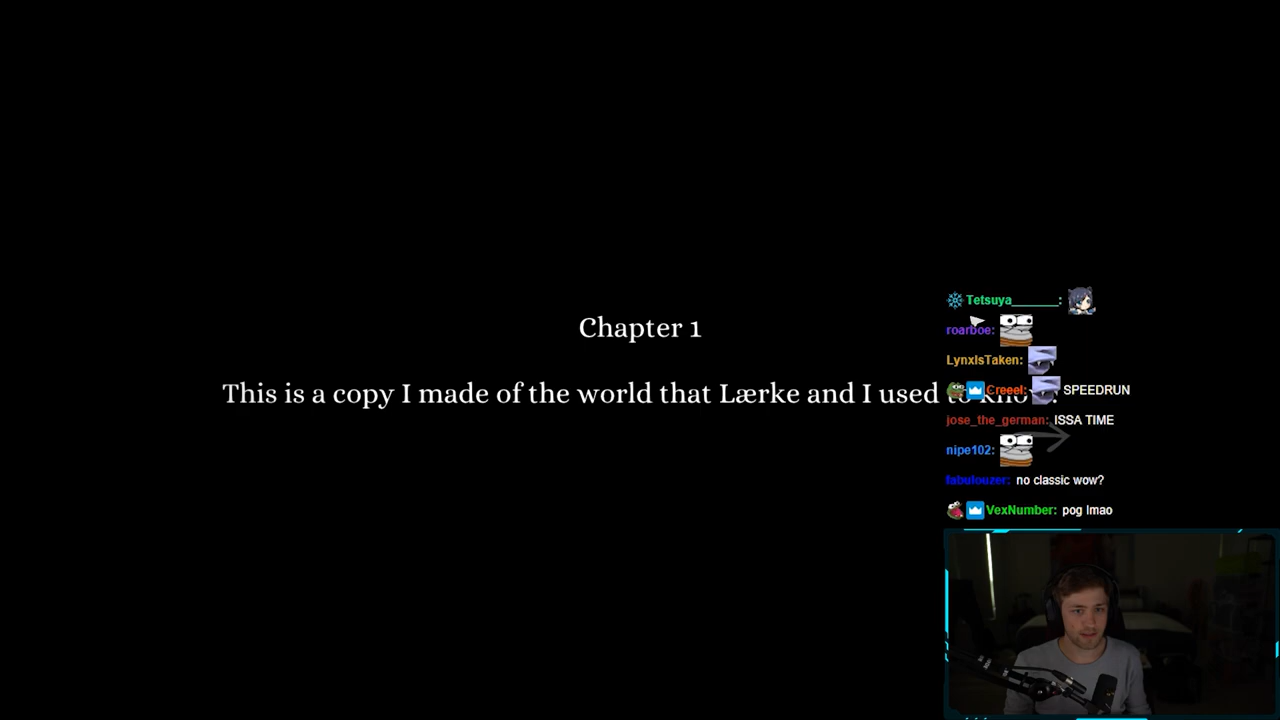 Chapter 1
This is a copy I made of the world that Lærke and I used to
Tetsuya_______:
roarboe:
LynxIsTaken:
Creeel: SPEEDRUN
jose_the_german: ISSA TIME
nipe102:
fabulouzer: no classic wow?
VexNumber: pog lmao